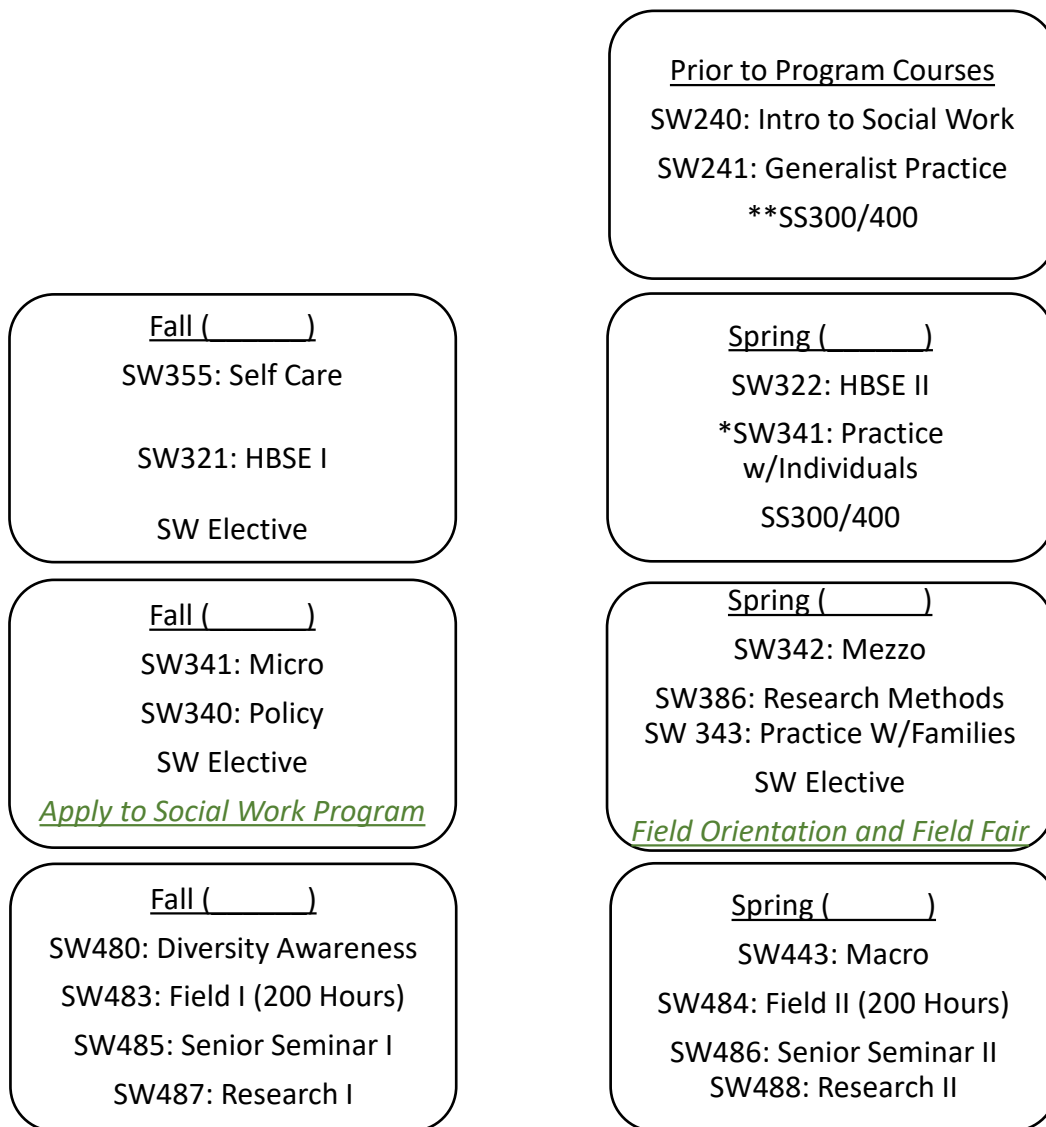 Prior to Program Courses
SW240: Intro to Social Work
SW241: Generalist Practice
**SS300/400
Fall (______)
SW355: Self Care
SW321: HBSE I
SW Elective
Spring (______)
SW322: HBSE II
*SW341: Practice
w/Individuals
SS300/400
Fall (______)
SW341: Micro
SW340: Policy
SW Elective
Apply to Social Work Program
Spring (______)
SW342: Mezzo
SW386: Research Methods
SW 343: Practice W/Families
SW Elective
Field Orientation and Field Fair
Fall (______)
SW480: Diversity Awareness
SW483: Field I (200 Hours)
SW485: Senior Seminar I
SW487: Research I
Spring (______)
SW443: Macro
SW484: Field II (200 Hours)
SW486: Senior Seminar II
SW488: Research II